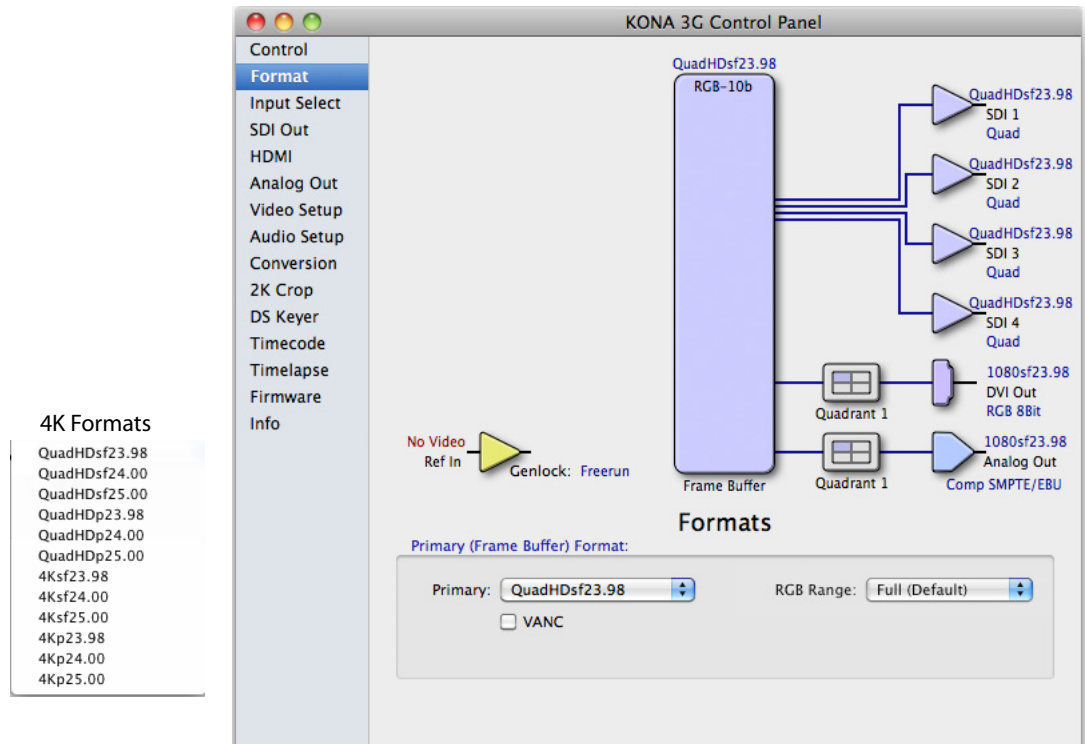 KONA 3G Control Panel
Control
Format
Input Select
SDI Out
HDMI
Analog Out
Video Setup
Audio Setup
Conversion
2K Crop
DS Keyer
Timecode
Timelapse
Firmware
Info
4K Formats
QuadHDsf23.98
QuadHDsf24.00
QuadHDsf25.00
QuadHDp23.98
QuadHDp24.00
QuadHDp25.00
4Ksf23.98
4Ksf24.00
4Ksf25.00
4Kp23.98
4Kp24.00
4Kp25.00
QuadHDsf23.98
RGB-10b
QuadHDsf23.98
SDI 1
Quad
QuadHDsf23.98
SDI 2
Quad
QuadHDsf23.98
SDI 3
Quad
QuadHDsf23.98
SDI 4
Quad
1080sf23.98
DVI Out
RGB 8Bit
Quadrant 1
1080sf23.98
Analog Out
Comp SMPTE/EBU
Quadrant 1
No Video
Ref In
Genlock: Freerun
Frame Buffer
Formats
Primary (Frame Buffer) Format:
Primary: QuadHDsf23.98
RGB Range: Full (Default)
VANC